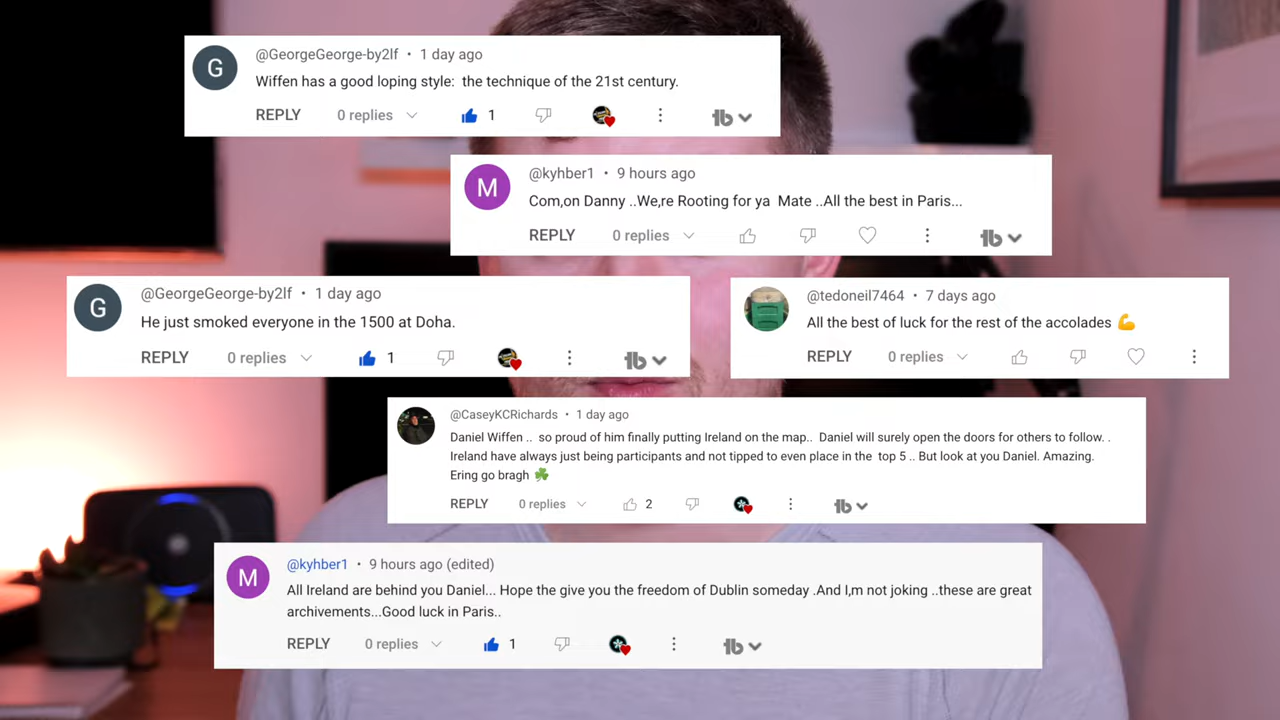 G
@GeorgeGeorge-by2lf • 1 day ago
Wiffen has a good loping style: the technique of the 21st century.
REPLY 0 replies 1 tb
M
@kyhber1 • 9 hours ago
Com,on Danny ..We,re Rooting for ya Mate ..All the best in Paris...
REPLY 0 replies tb
G
@GeorgeGeorge-by2lf • 1 day ago
He just smoked everyone in the 1500 at Doha.
REPLY 0 replies 1 tb
@tedoneil7464 • 7 days ago
All the best of luck for the rest of the accolades 💪
REPLY 0 replies
@CaseyKCRichards • 1 day ago
Daniel Wiffen .. so proud of him finally putting Ireland on the map.. Daniel will surely open the doors for others to follow. .
Ireland have always just being participants and not tipped to even place in the top 5 .. But look at you Daniel. Amazing.
Ering go bragh ☘️
REPLY 0 replies 2 tb
M
@kyhber1 • 9 hours ago (edited)
All Ireland are behind you Daniel... Hope the give you the freedom of Dublin someday .And I,m not joking ..these are great
archivements...Good luck in Paris..
REPLY 0 replies 1 tb